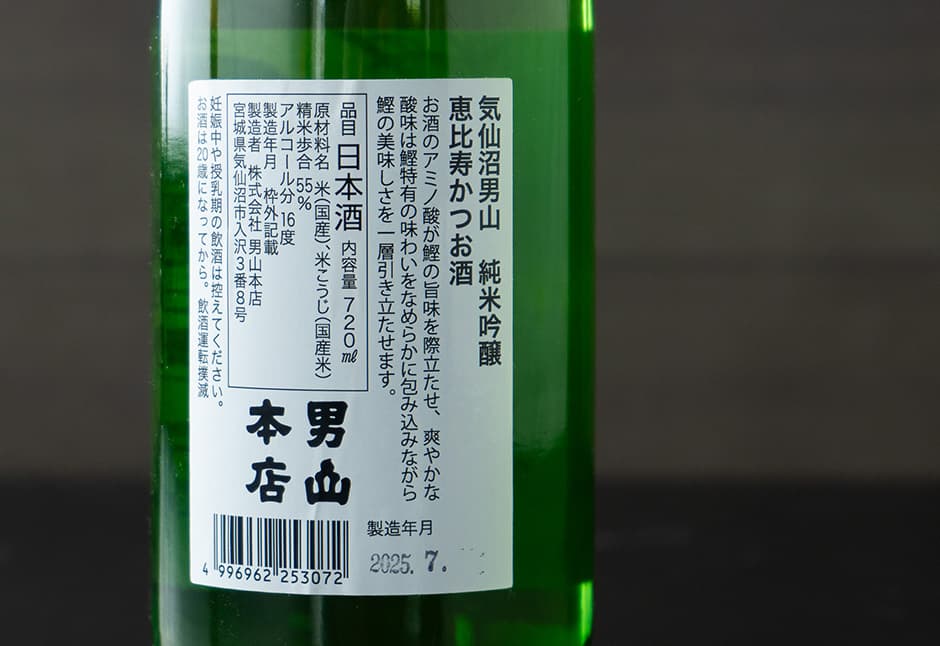 気仙沼男山　純米吟醸
恵比寿かつお酒
お酒のアミノ酸が鰹の旨味を際立たせ、爽やかな
酸味は鰹特有の味わいをなめらかに包み込みながら
鰹の美味しさを一層引き立たせます。
品目 日本酒 内容量 720㎖
原材料名 米(国産)、米こうじ(国産米)
精米歩合 55%
アルコール分 16度
製造年月 枠外記載
製造者 株式会社 男山本店
宮城県気仙沼市入沢3番8号
妊娠中や授乳期の飲酒は控えてください。
お酒は20歳になってから。飲酒運転撲滅
男山
本店
製造年月
2025. 7.
4 996962 253072